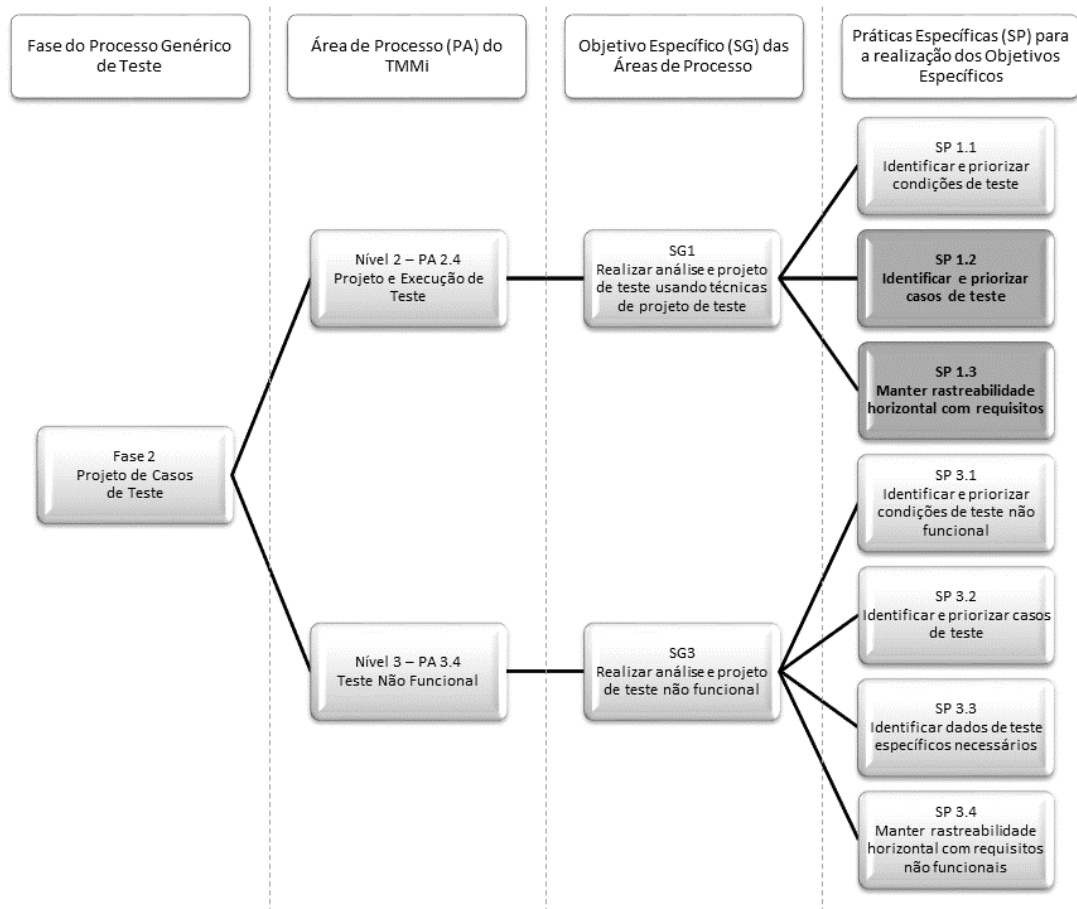 Fase do Processo Genérico
de Teste
Área de Processo (PA) do
TMMi
Objetivo Específico (SG) das
Áreas de Processo
Práticas Específicas (SP) para
a realização dos Objetivos
Específicos
Fase 2
Projeto de Casos
de Teste
Nível 2 – PA 2.4
Projeto e Execução de
Teste
SG1
Realizar análise e projeto
de teste usando técnicas
de projeto de teste
SP 1.1
Identificar e priorizar
condições de teste
SP 1.2
Identificar e priorizar
casos de teste
SP 1.3
Manter rastreabilidade
horizontal com requisitos
Nível 3 – PA 3.4
Teste Não Funcional
SG3
Realizar análise e projeto
de teste não funcional
SP 3.1
Identificar e priorizar
condições de teste não
funcional
SP 3.2
Identificar e priorizar casos
de teste
SP 3.3
Identificar dados de teste
específicos necessários
SP 3.4
Manter rastreabilidade
horizontal com requisitos
não funcionais